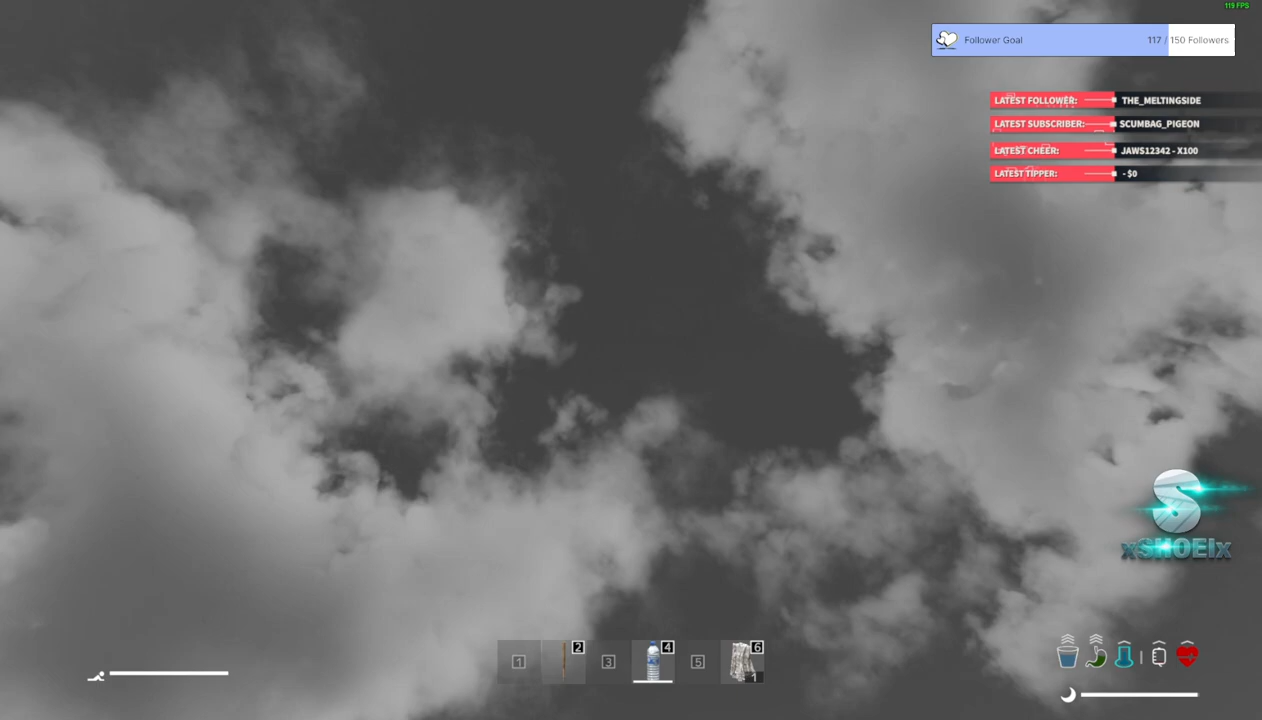 119 FPS
Follower Goal
117 / 150 Followers
LATEST FOLLOWER: THE_MELTINGSIDE
LATEST SUBSCRIBER: SCUMBAG_PIGEON
LATEST CHEER: JAWS12342 - X100
LATEST TIPPER: - $0
S
xSHOEIx
1 2 3 4 5 6
1